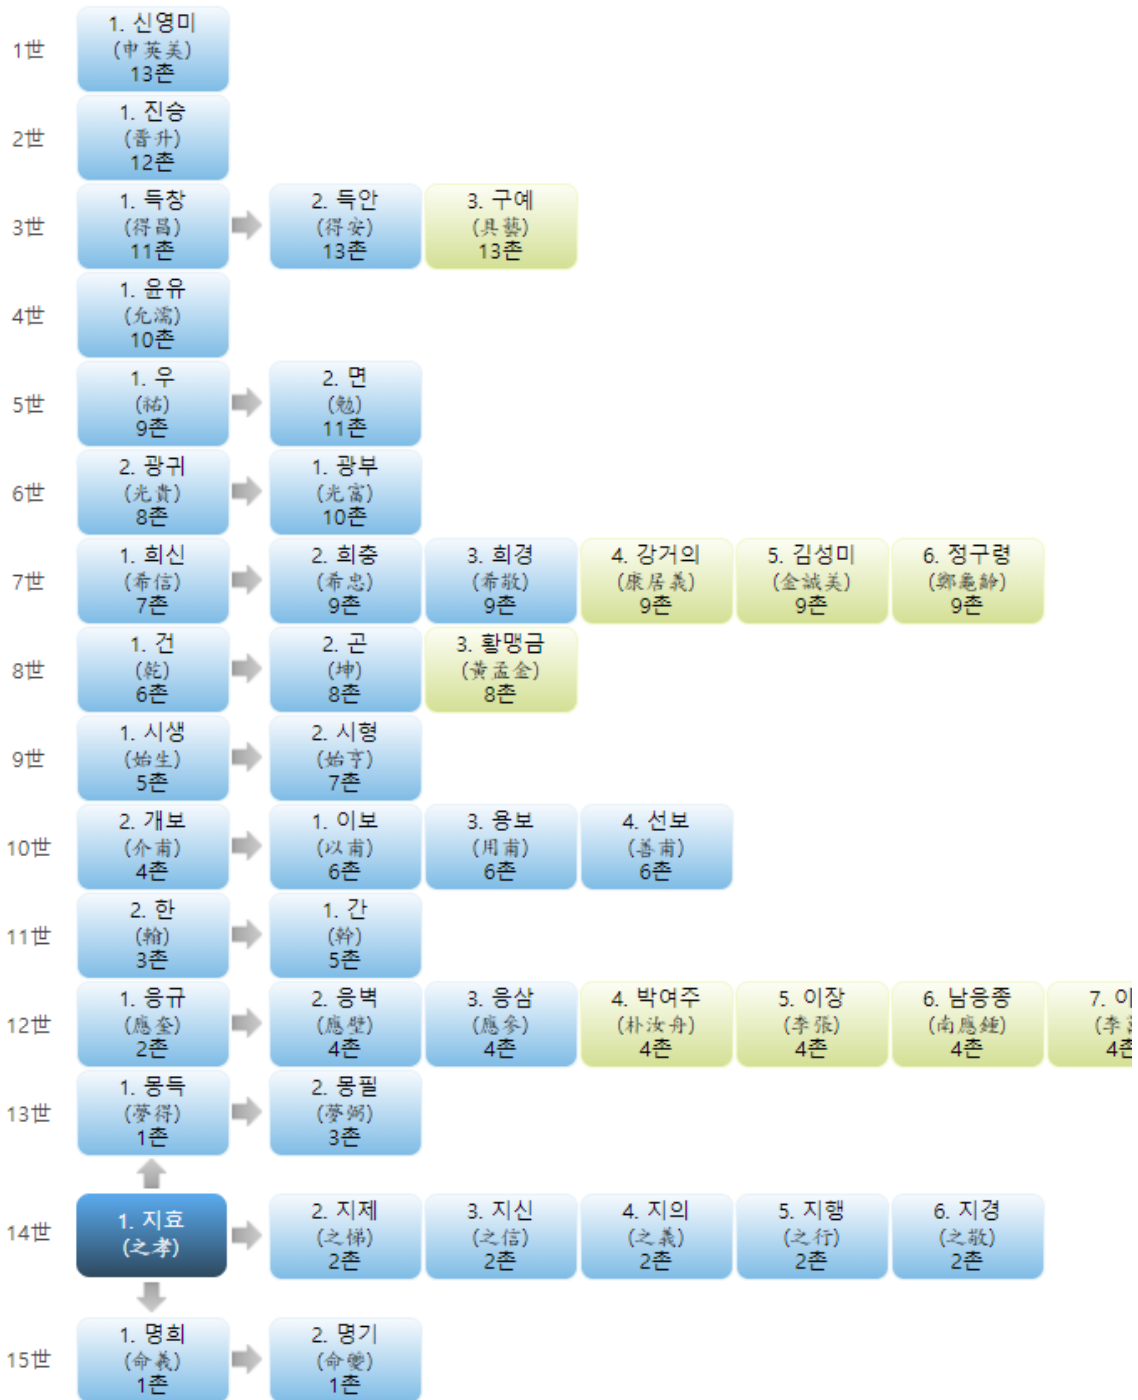 1世
1. 신영미
(申英美)
13촌
2世
1. 진승
(晋升)
12촌
3世
1. 득창
(得昌)
11촌
2. 득안
(得安)
13촌
3. 구예
(具藝)
13촌
4世
1. 윤유
(允濡)
10촌
5世
1. 우
(祐)
9촌
2. 면
(勉)
11촌
6世
2. 광귀
(光貴)
8촌
1. 광부
(光富)
10촌
7世
1. 희신
(希信)
7촌
2. 희충
(希忠)
9촌
3. 희경
(希敬)
9촌
4. 강거의
(康居義)
9촌
5. 김성미
(金誠美)
9촌
6. 정구령
(鄭龜齡)
9촌
8世
1. 건
(乾)
6촌
2. 곤
(坤)
8촌
3. 황맹금
(黃孟金)
8촌
9世
1. 시생
(始生)
5촌
2. 시형
(始亨)
7촌
10世
2. 개보
(介甫)
4촌
1. 이보
(以甫)
6촌
3. 용보
(用甫)
6촌
4. 선보
(善甫)
6촌
11世
2. 한
(翰)
3촌
1. 간
(幹)
5촌
12世
1. 응규
(應奎)
2촌
2. 응벽
(應壁)
4촌
3. 응삼
(應參)
4촌
4. 박여주
(朴汝舟)
4촌
5. 이장
(李張)
4촌
6. 남응종
(南應鍾)
4촌
7. 이
(李
4촌
13世
1. 몽득
(夢得)
1촌
2. 몽필
(夢弼)
3촌
14世
1. 지효
(之孝)
2. 지제
(之悌)
2촌
3. 지신
(之信)
2촌
4. 지의
(之義)
2촌
5. 지행
(之行)
2촌
6. 지경
(之敬)
2촌
15世
1. 명희
(命羲)
1촌
2. 명기
(命夔)
1촌